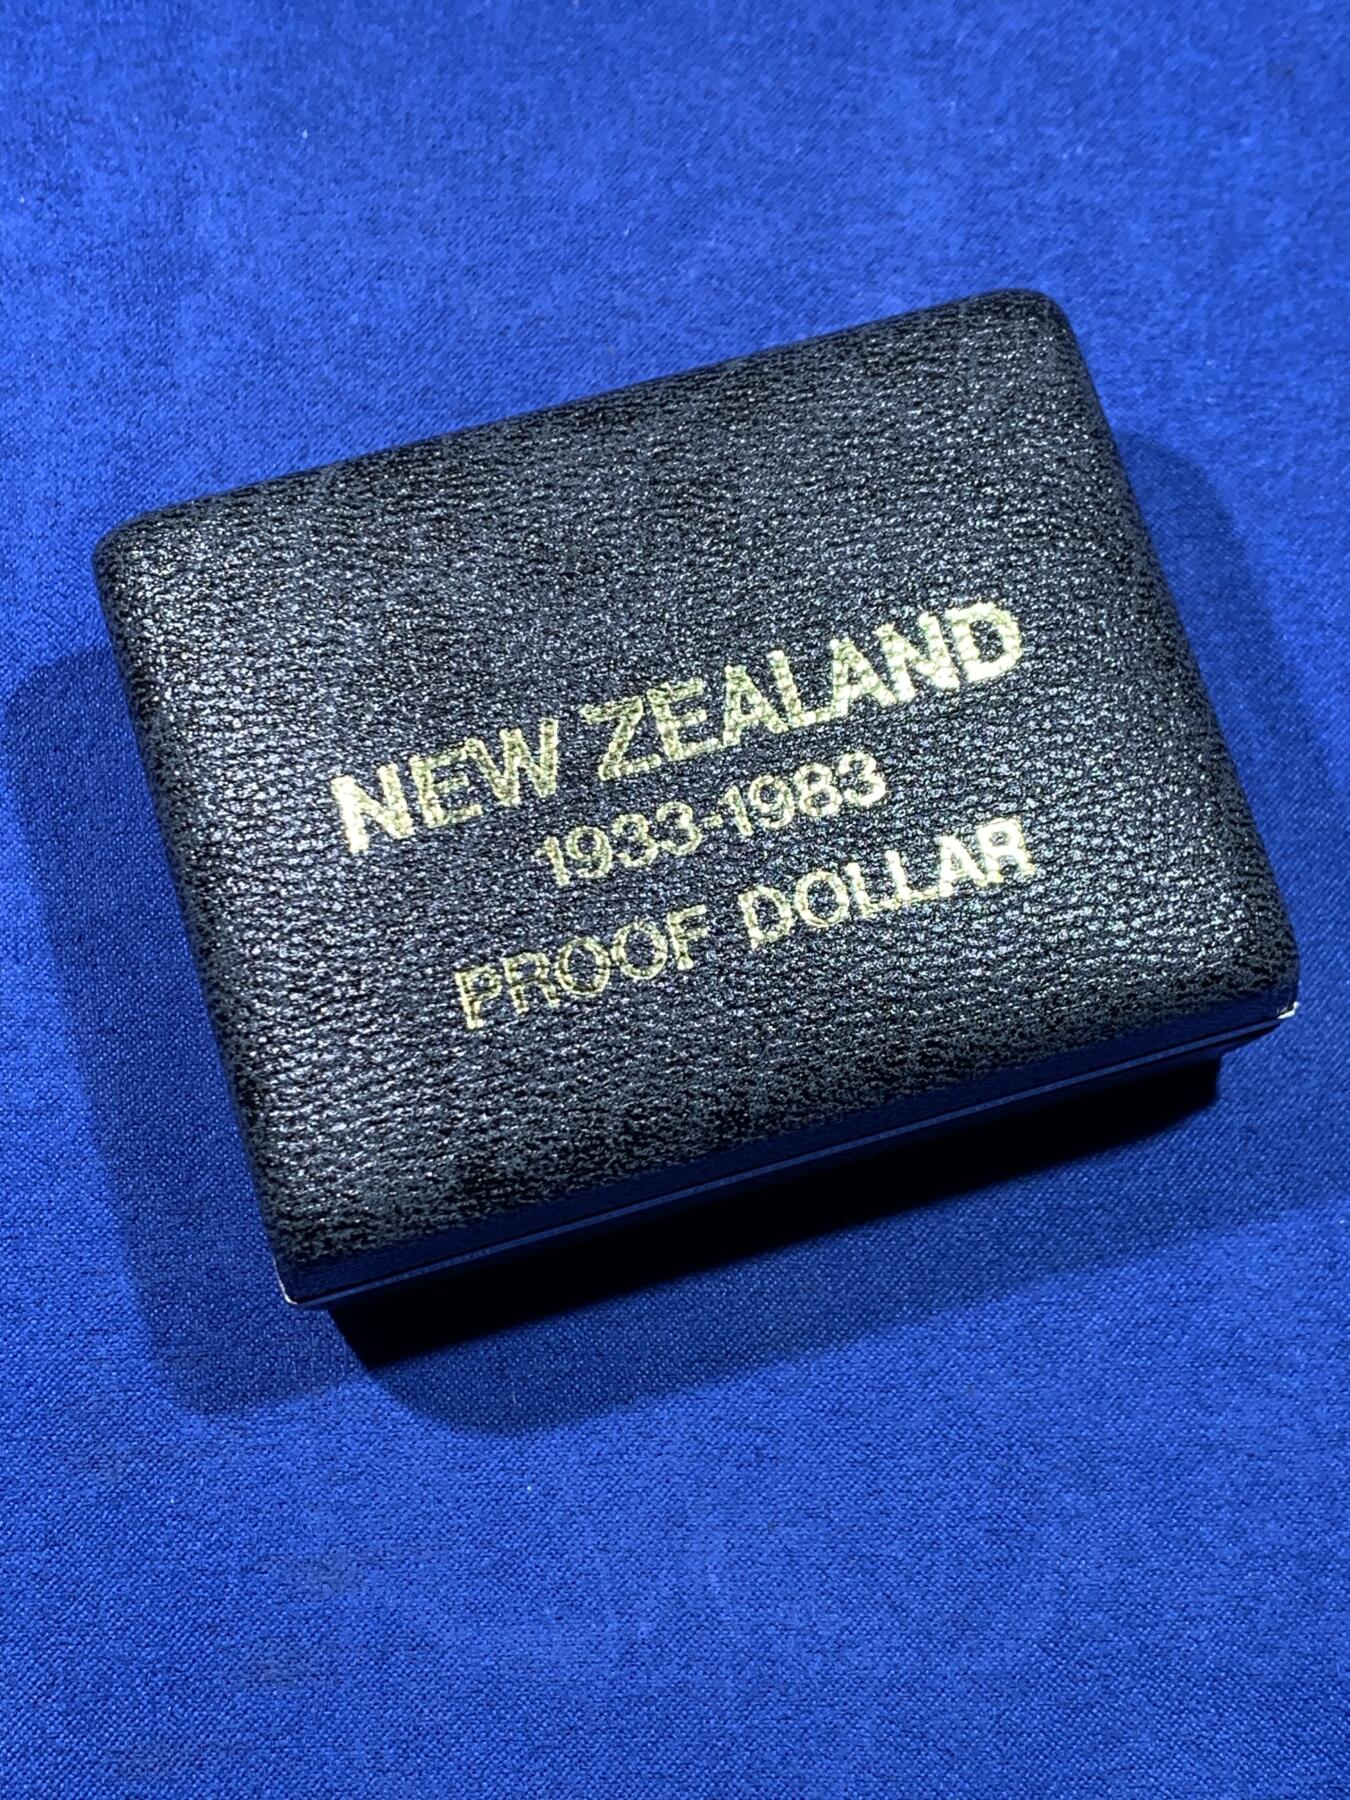 NEW ZEALAND
1933-1983
PROOF DOLLAR